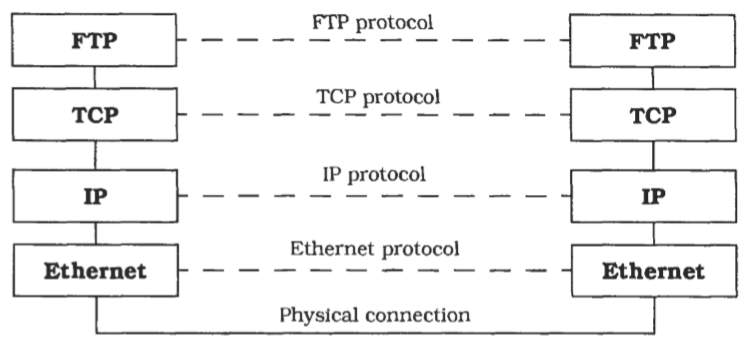 FTP protocol
FTP
FTP
TCP protocol
TCP
TCP
IP protocol
IP
IP
Ethernet protocol
Ethernet
Ethernet
Physical connection